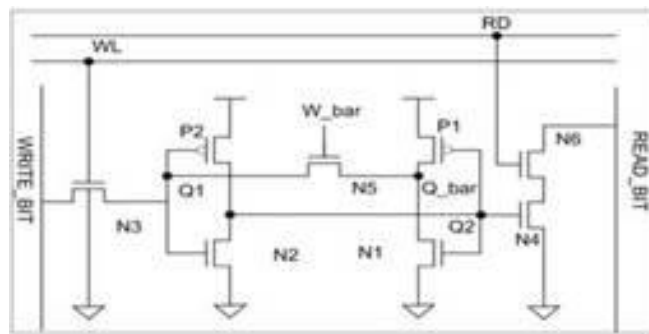 RD
WL
W_bar
P2
P1
WRITE_BIT
READ_BIT
N6
Q1
N5
Q_bar
N3
Q2
N4
N2
N1